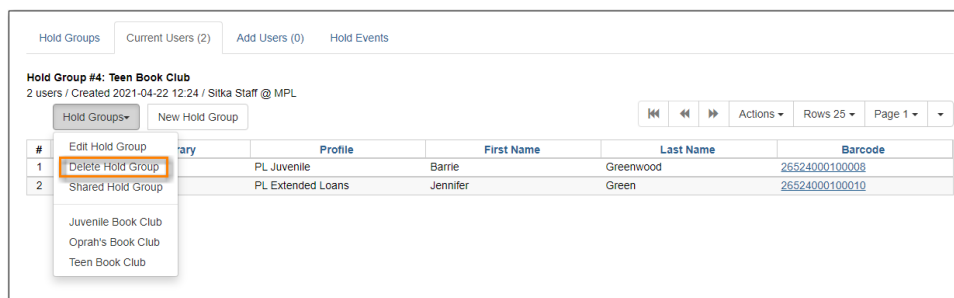 Hold Groups Current Users (2) Add Users (0) Hold Events
Hold Group #4: Teen Book Club
2 users / Created 2021-04-22 12:24 / Sitka Staff @ MPL
Hold Groups New Hold Group Actions Rows 25 Page 1
# rary Profile First Name Last Name Barcode
1 PL Juvenile Barrie Greenwood 26524000100008
2 PL Extended Loans Jennifer Green 26524000100010
Edit Hold Group
Delete Hold Group
Shared Hold Group
Juvenile Book Club
Oprah's Book Club
Teen Book Club